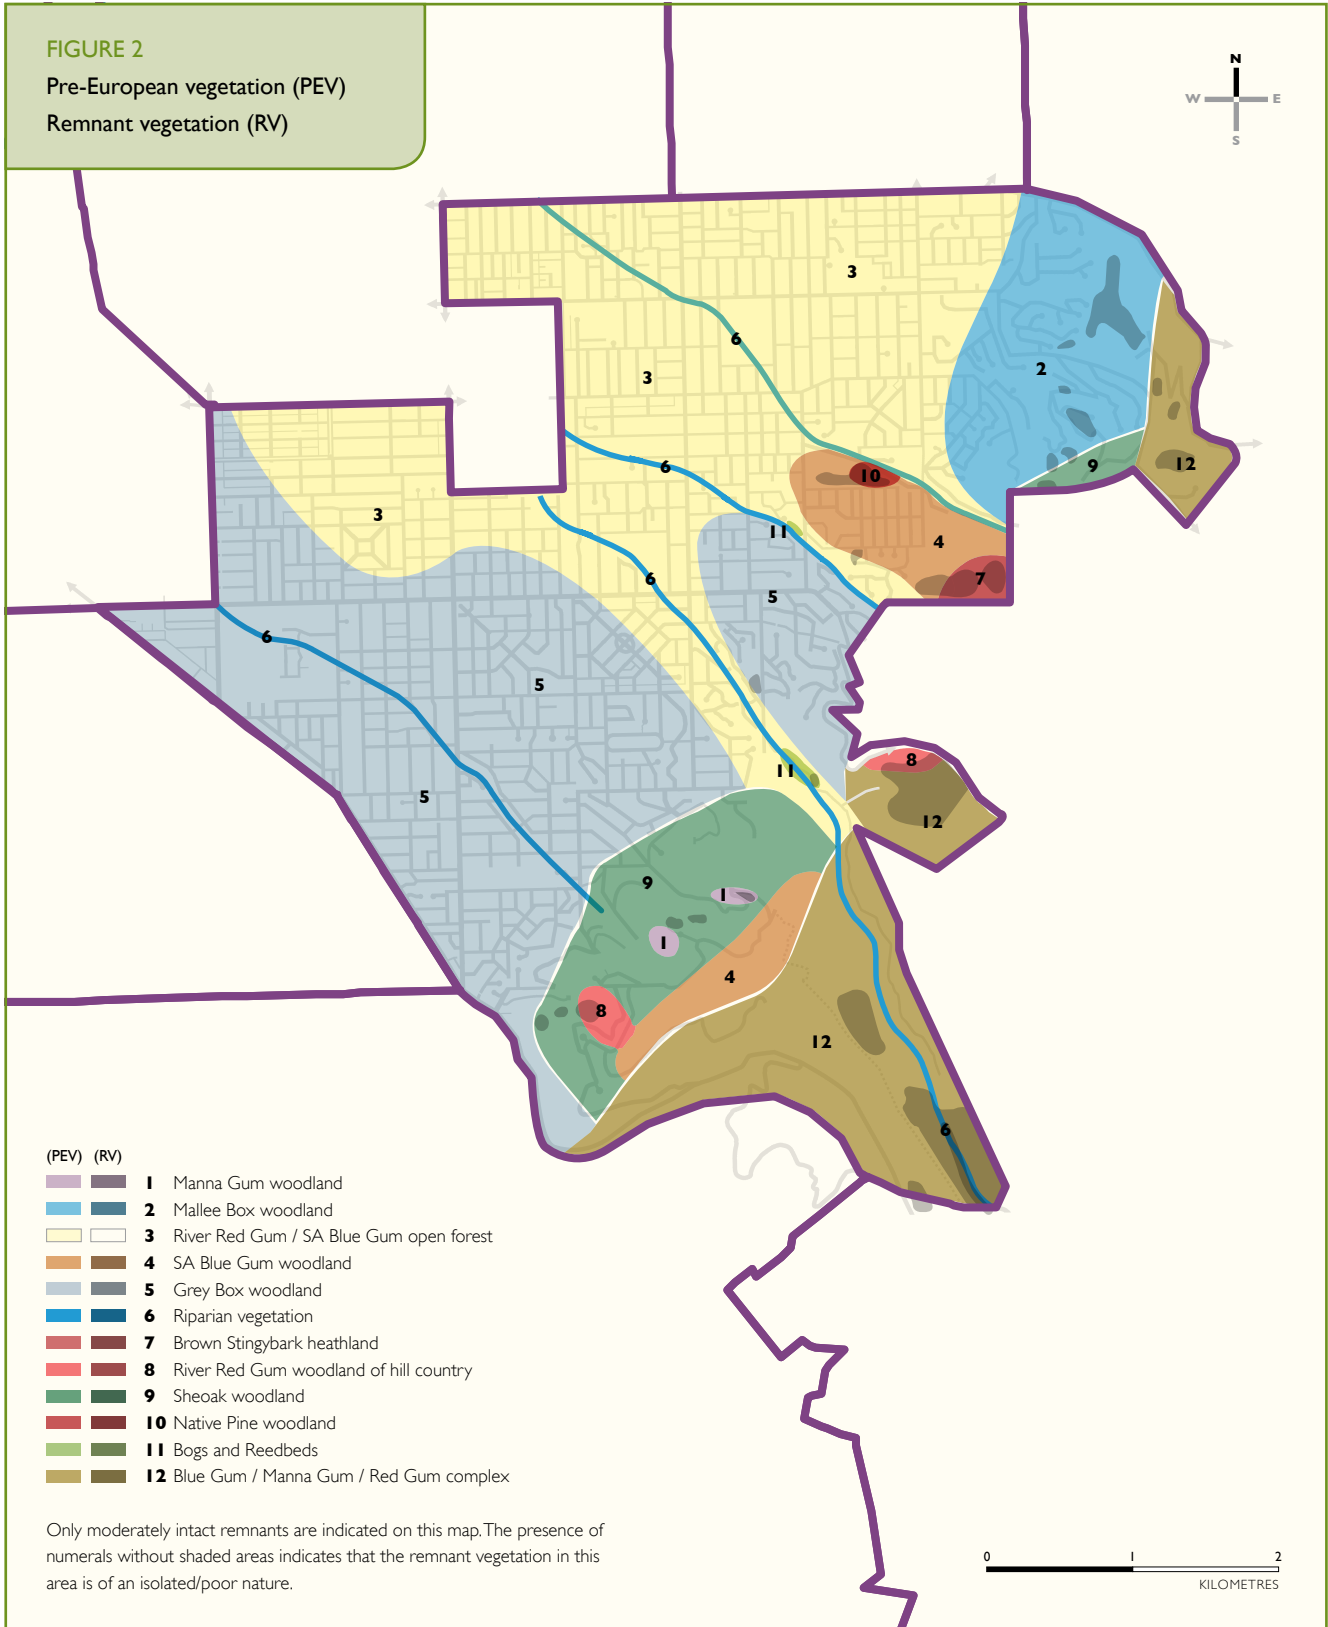 FIGURE 2
Pre-European vegetation (PEV)
Remnant vegetation (RV)
N
W E
S
3
6
3
2
6
10
9
12
3
11
4
7
6
5
6
5
8
11
5
12
9
1
1
4
8
12
6
(PEV) (RV)
1 Manna Gum woodland
2 Mallee Box woodland
3 River Red Gum / SA Blue Gum open forest
4 SA Blue Gum woodland
5 Grey Box woodland
6 Riparian vegetation
7 Brown Stingybark heathland
8 River Red Gum woodland of hill country
9 Sheoak woodland
10 Native Pine woodland
11 Bogs and Reedbeds
12 Blue Gum / Manna Gum / Red Gum complex
Only moderately intact remnants are indicated on this map. The presence of
numerals without shaded areas indicates that the remnant vegetation in this
area is of an isolated/poor nature.
0 1 2
KILOMETRES